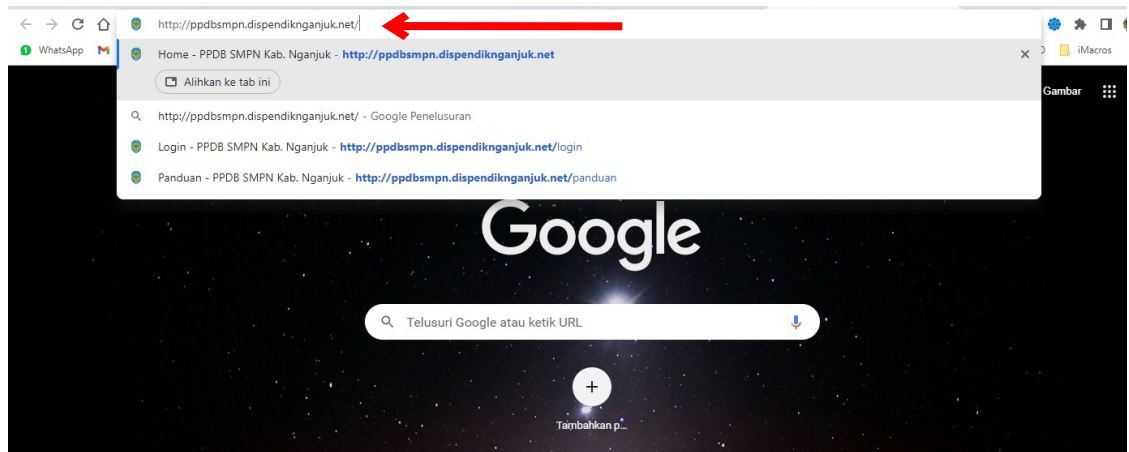 http://ppdbsmpn.dispendiknganjuk.net/
1 WhatsApp M
iMacros
Home - PPDB SMPN Kab. Nganjuk - http://ppdbsmpn.dispendiknganjuk.net
Alihkan ke tab ini
Gambar
http://ppdbsmpn.dispendiknganjuk.net/ - Google Penelusuran
Login - PPDB SMPN Kab. Nganjuk - http://ppdbsmpn.dispendiknganjuk.net/login
Panduan - PPDB SMPN Kab. Nganjuk - http://ppdbsmpn.dispendiknganjuk.net/panduan
Google
Telusuri Google atau ketik URL
Tambahkan p...